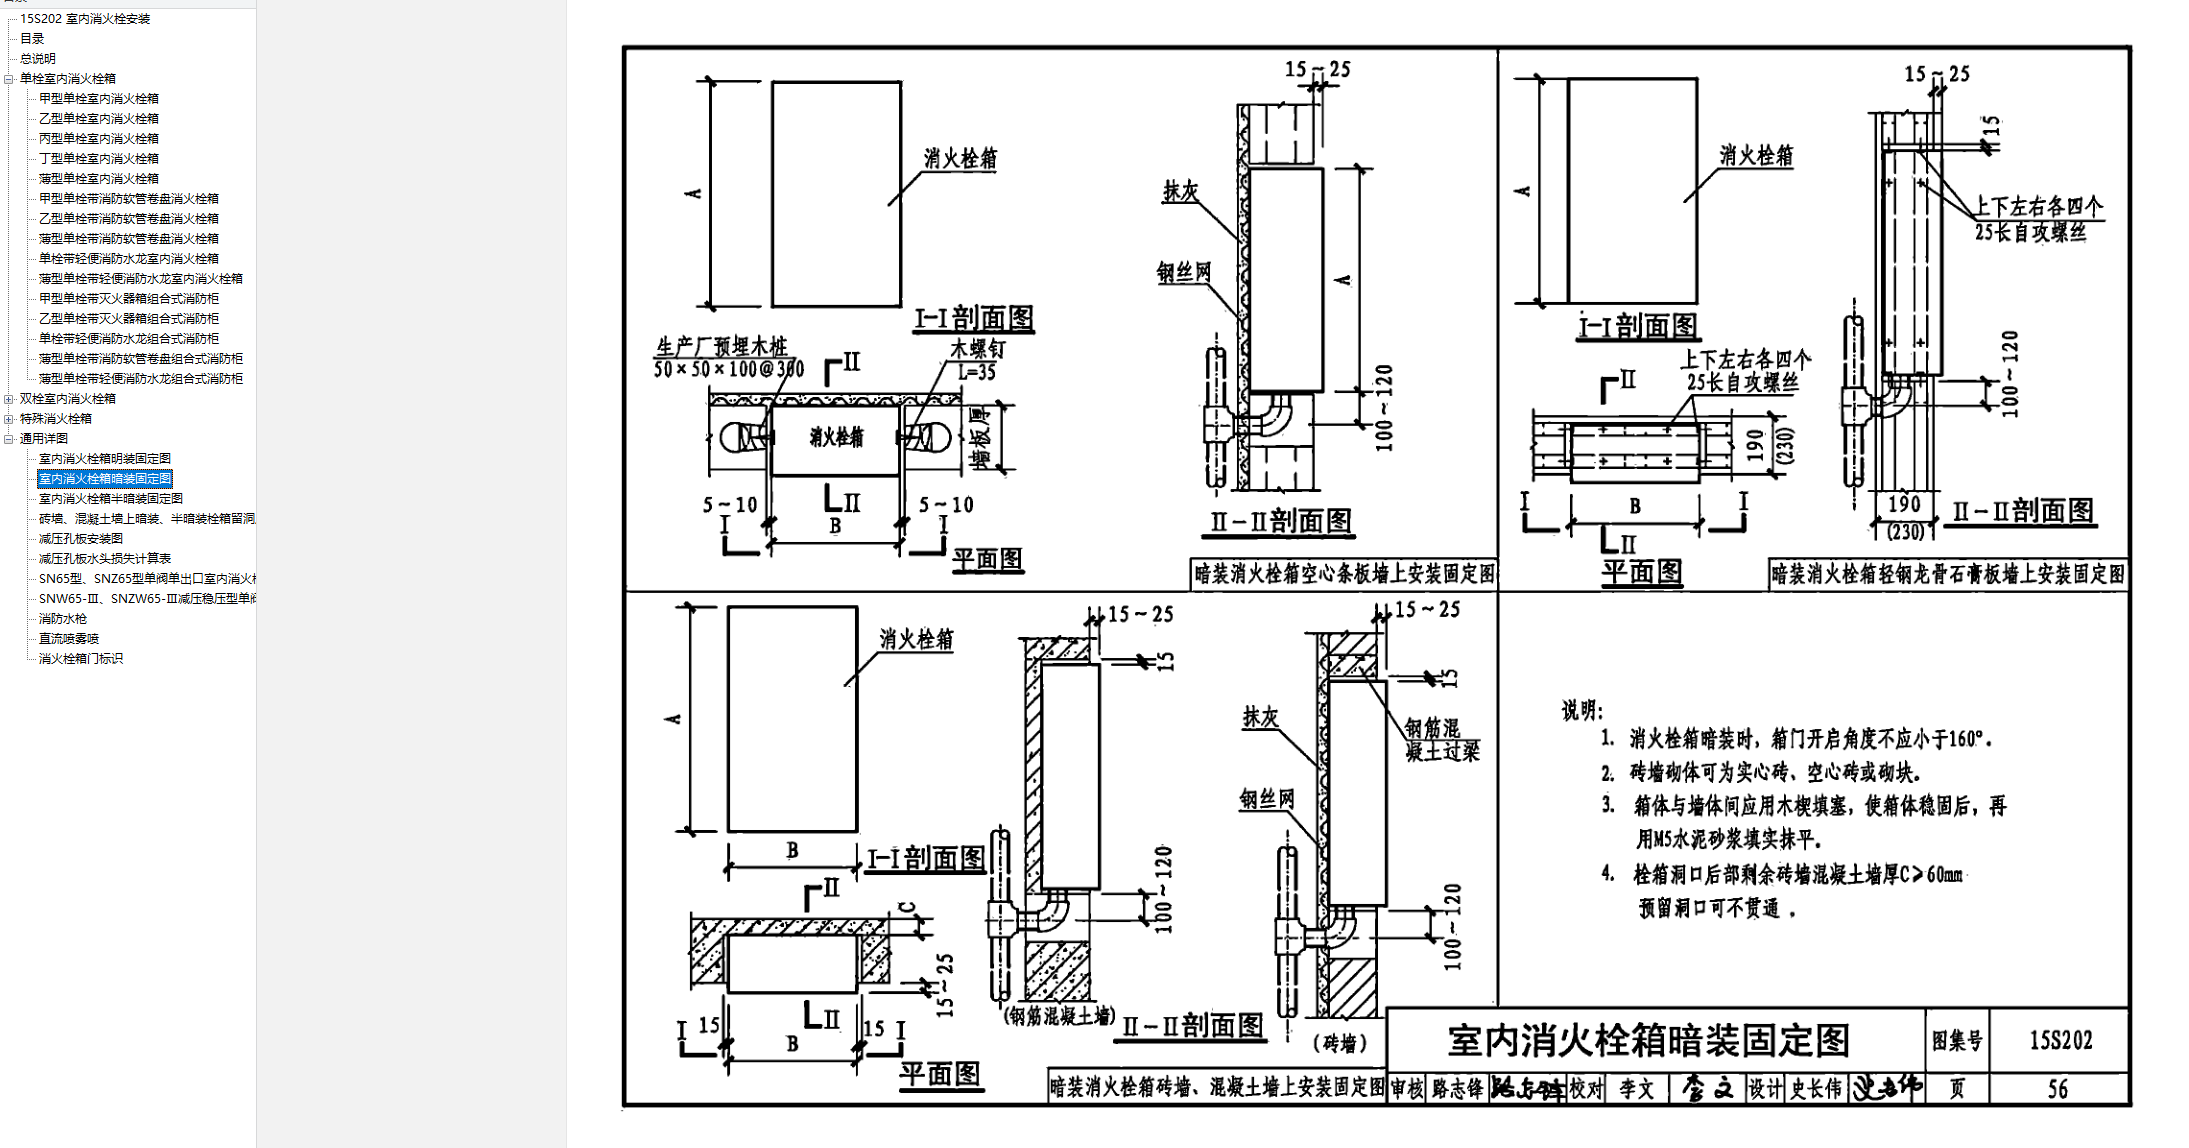 15S202 室内消火栓安装
目录
总说明
单栓室内消火栓箱
甲型单栓室内消火栓箱
乙型单栓室内消火栓箱
丙型单栓室内消火栓箱
丁型单栓室内消火栓箱
薄型单栓室内消火栓箱
甲型单栓带消防软管卷盘消火栓箱
乙型单栓带消防软管卷盘消火栓箱
薄型单栓带消防软管卷盘消火栓箱
单栓带轻便消防水龙室内消火栓箱
薄型单栓带轻便消防水龙室内消火栓箱
甲型单栓带灭火器箱组合式消防柜
乙型单栓带灭火器箱组合式消防柜
单栓带轻便消防水龙组合式消防柜
薄型单栓带消防软管卷盘组合式消防柜
薄型单栓带轻便消防水龙组合式消防柜
双栓室内消火栓箱
特殊消火栓箱
通用详图
室内消火栓箱明装固定图
室内消火栓箱暗装固定图
室内消火栓箱半暗装固定图
砖墙、混凝土墙上暗装、半暗装栓箱留洞
减压孔板安装图
减压孔板水头损失计算表
SN65型、SNZ65型单阀单出口室内消火
SNW65-Ⅲ、SNZW65-Ⅲ减压稳压型单
消防水枪
直流喷雾喷
消火栓箱门标识
A
消火栓箱
I-I 剖面图
生产厂预埋木桩
50×50×100@300
II
木螺钉
L=35
消火栓箱
墙板厚
II
5~10
5~10
B
I
I
平面图
15~25
抹灰
钢丝网
A
100~120
II-II剖面图
暗装消火栓箱空心条板墙上安装固定图
A
消火栓箱
I-I 剖面图
上下左右各四个
25长自攻螺丝
II
190
(230)
I
B
I
II
平面图
15~25
15
上下左右各四个
25长自攻螺丝
100~120
190
(230)
II-II剖面图
暗装消火栓箱轻钢龙骨石膏板墙上安装固定图
A
消火栓箱
B
I-I 剖面图
II
C
15~25
II
15
15
I
I
B
平面图
15~25
15
100~120
(钢筋混凝土墙)
II-II剖面图
15~25
15
抹灰
钢筋混
凝土过梁
钢丝网
100~120
(砖墙)
暗装消火栓箱砖墙、混凝土墙上安装固定图
说明:
1. 消火栓箱暗装时，箱门开启角度不应小于160°。
2. 砖墙砌体可为实心砖、空心砖或砌块。
3. 箱体与墙体间应用木楔填塞，使箱体稳固后，再
用M5水泥砂浆填实抹平。
4. 栓箱洞口后部剩余砖墙混凝土墙厚C≥60mm
预留洞口可不贯通。
室内消火栓箱暗装固定图
图集号
15S202
审核 路志锋 校对 李文 李文 设计 史长伟 史长伟 页 56